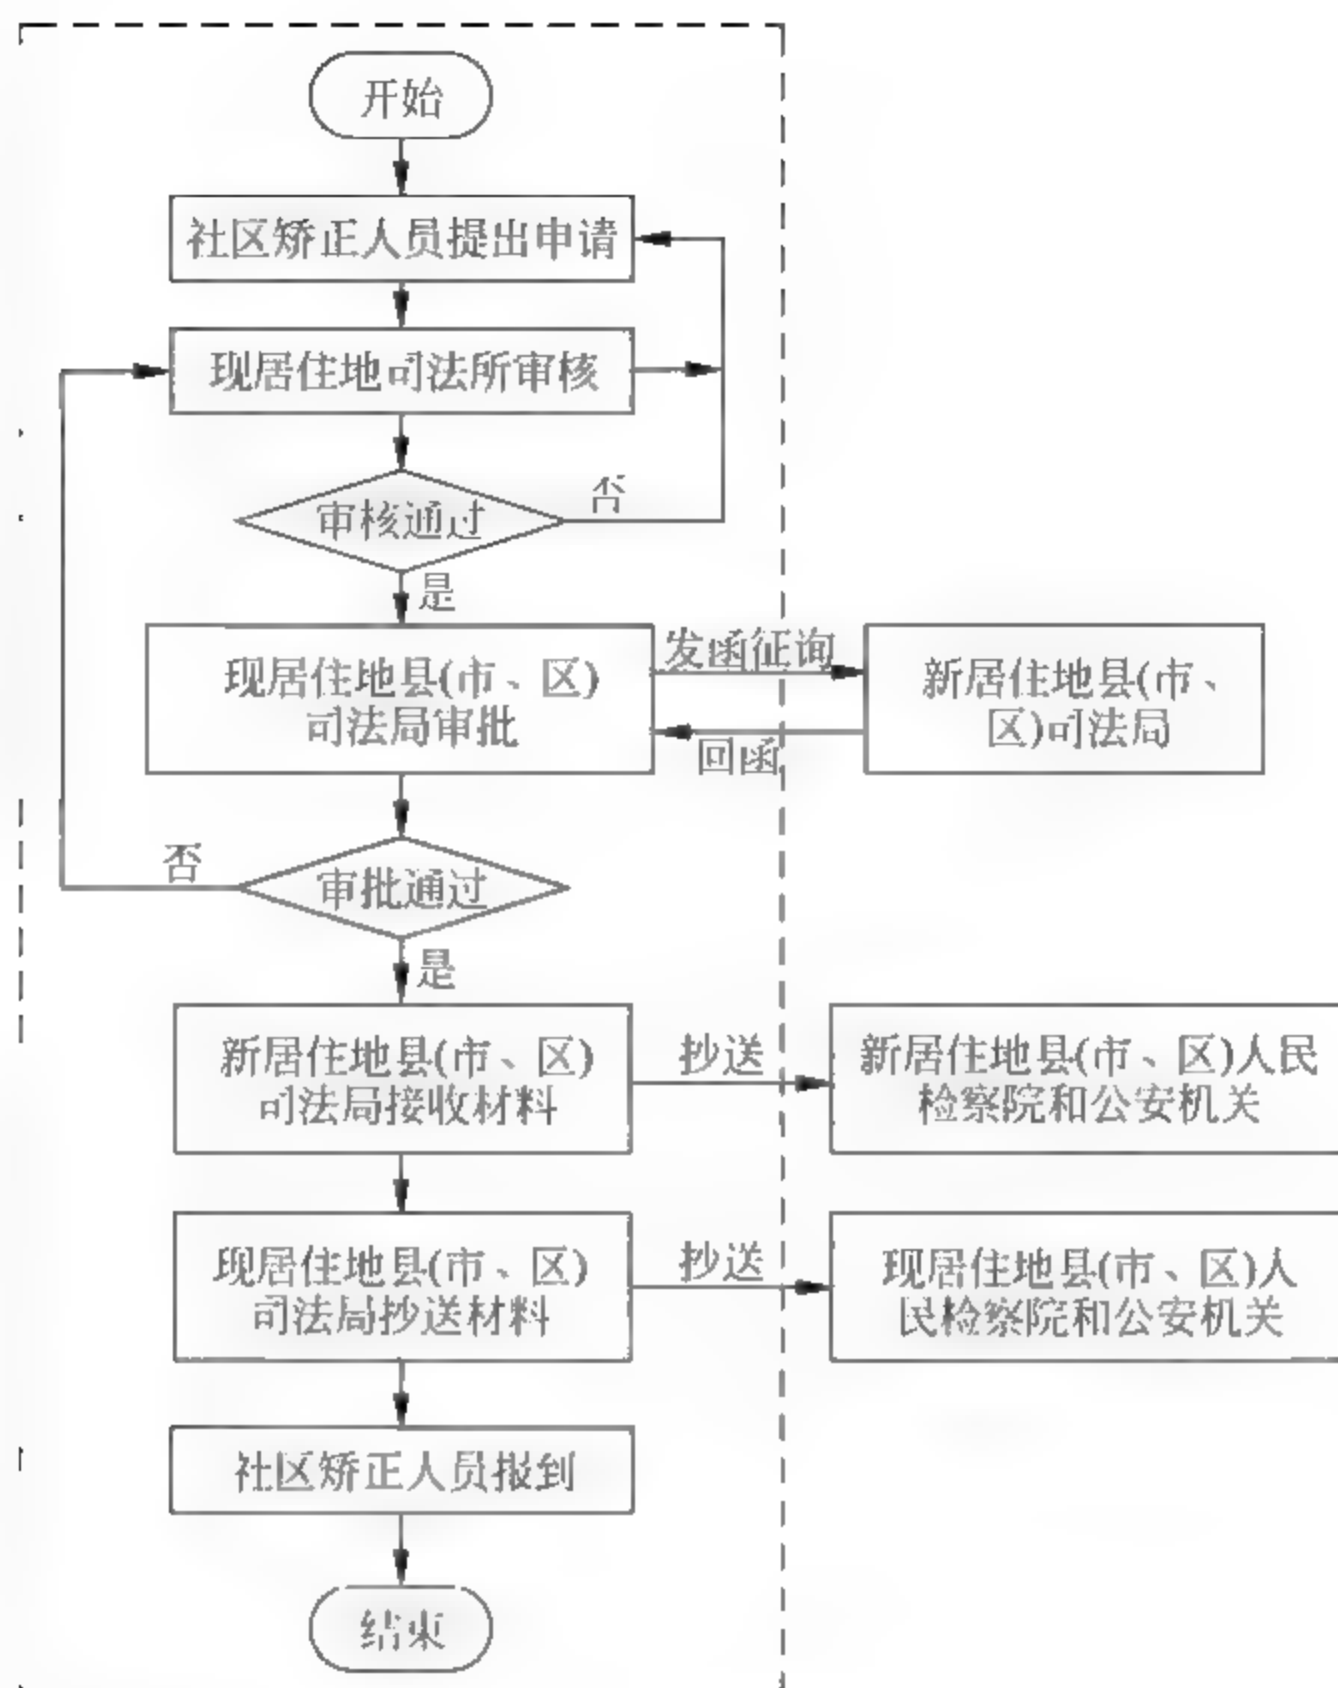 开始
社区矫正人员提出申请
现居住地司法所审核
审核通过
否
是
现居住地县(市、区)
司法局审批
发函征询
回函
新居住地县(市、
区)司法局
审批通过
否
是
新居住地县(市、区)
司法局接收材料
抄送
新居住地县(市、区)人民
检察院和公安机关
现居住地县(市、区)
司法局抄送材料
抄送
现居住地县(市、区)人
民检察院和公安机关
社区矫正人员报到
结束